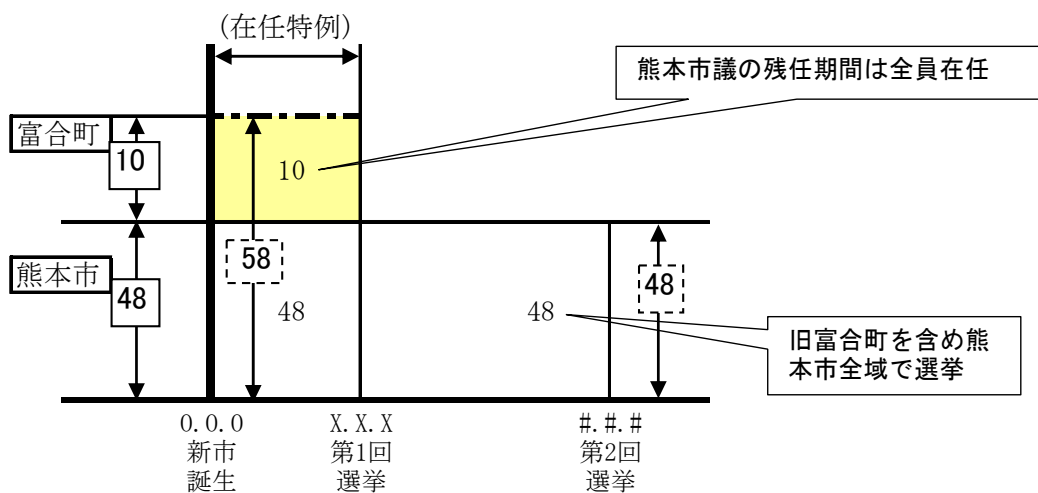 (在任特例)
熊本市議の残任期間は全員在任
富合町
10
10
熊本市
48
58
48
48
48
旧富合町を含め熊
本市全域で選挙
0.0.0
新市
誕生
X.X.X
第1回
選挙
#.#.#
第2回
選挙